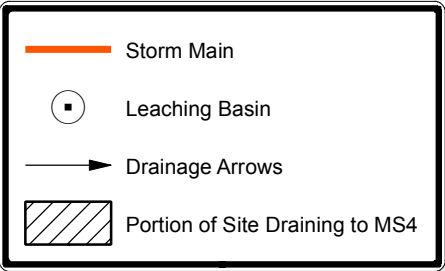 Storm Main
Leaching Basin
Drainage Arrows
Portion of Site Draining to MS4